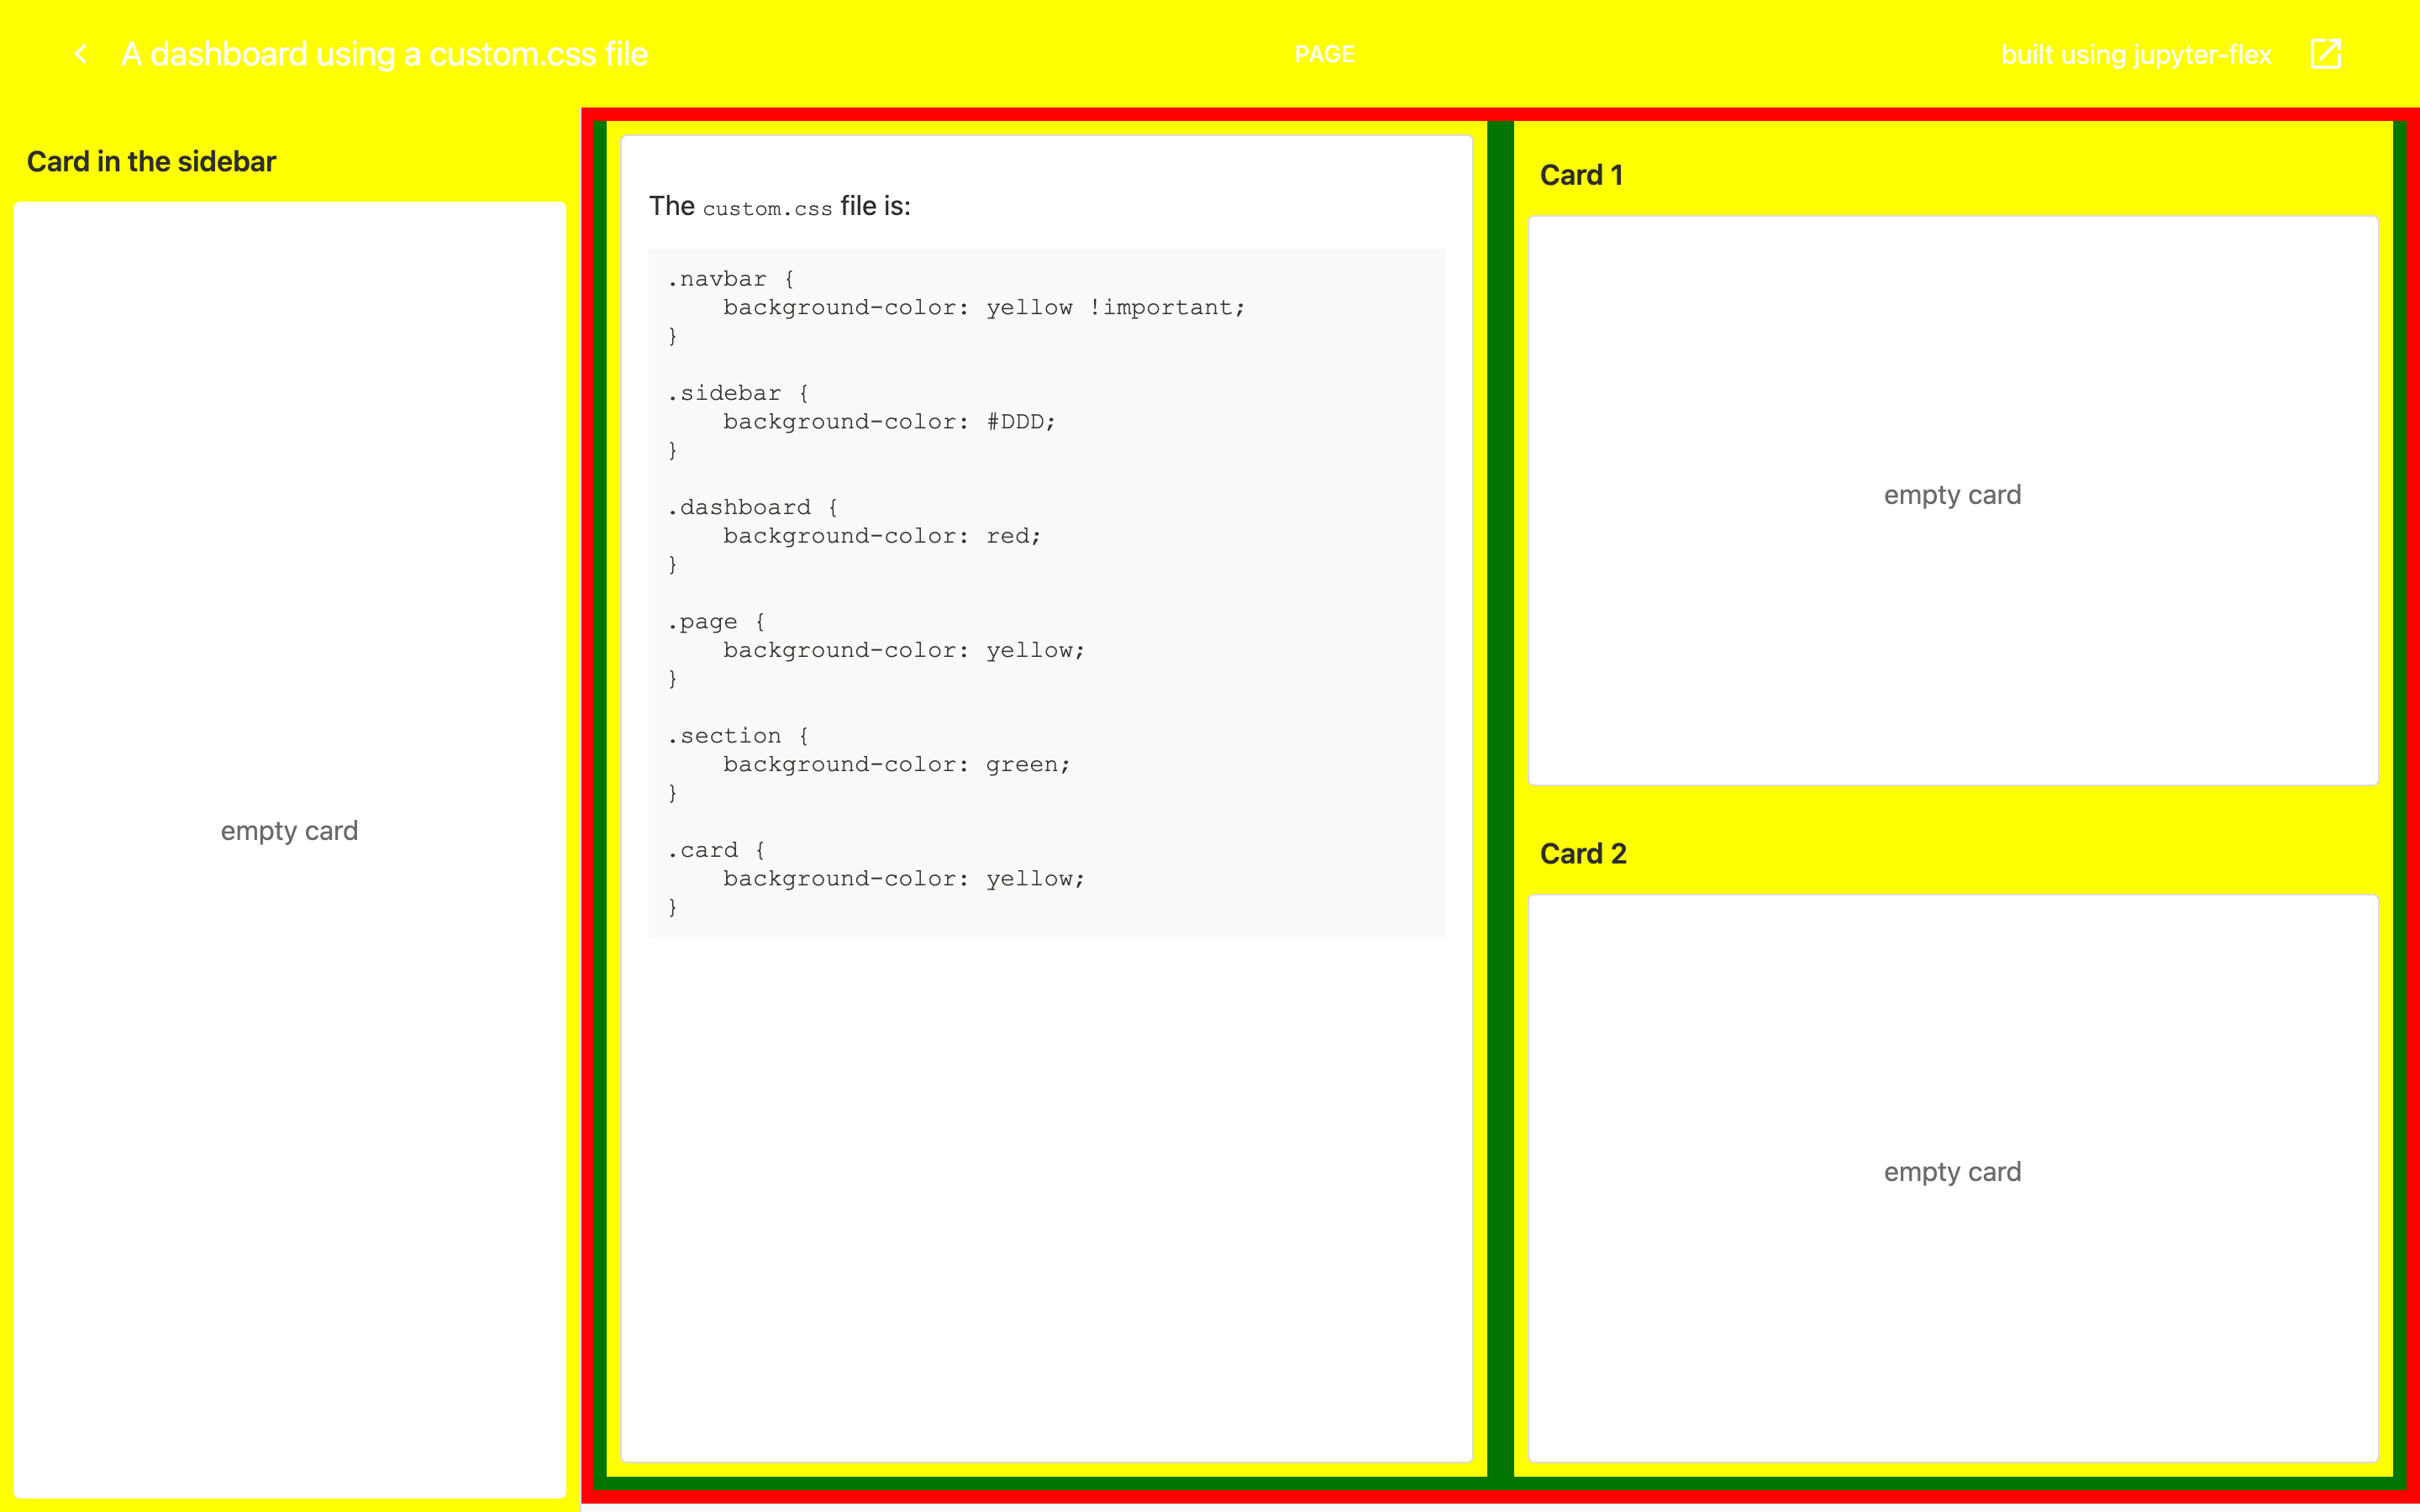 A dashboard using a custom.css file
PAGE
built using jupyter-flex
Card in the sidebar
empty card
The custom.css file is:
.navbar {
    background-color: yellow !important;
}
.sidebar {
    background-color: #DDD;
}
.dashboard {
    background-color: red;
}
.page {
    background-color: yellow;
}
.section {
    background-color: green;
}
.card {
    background-color: yellow;
}
Card 1
empty card
Card 2
empty card